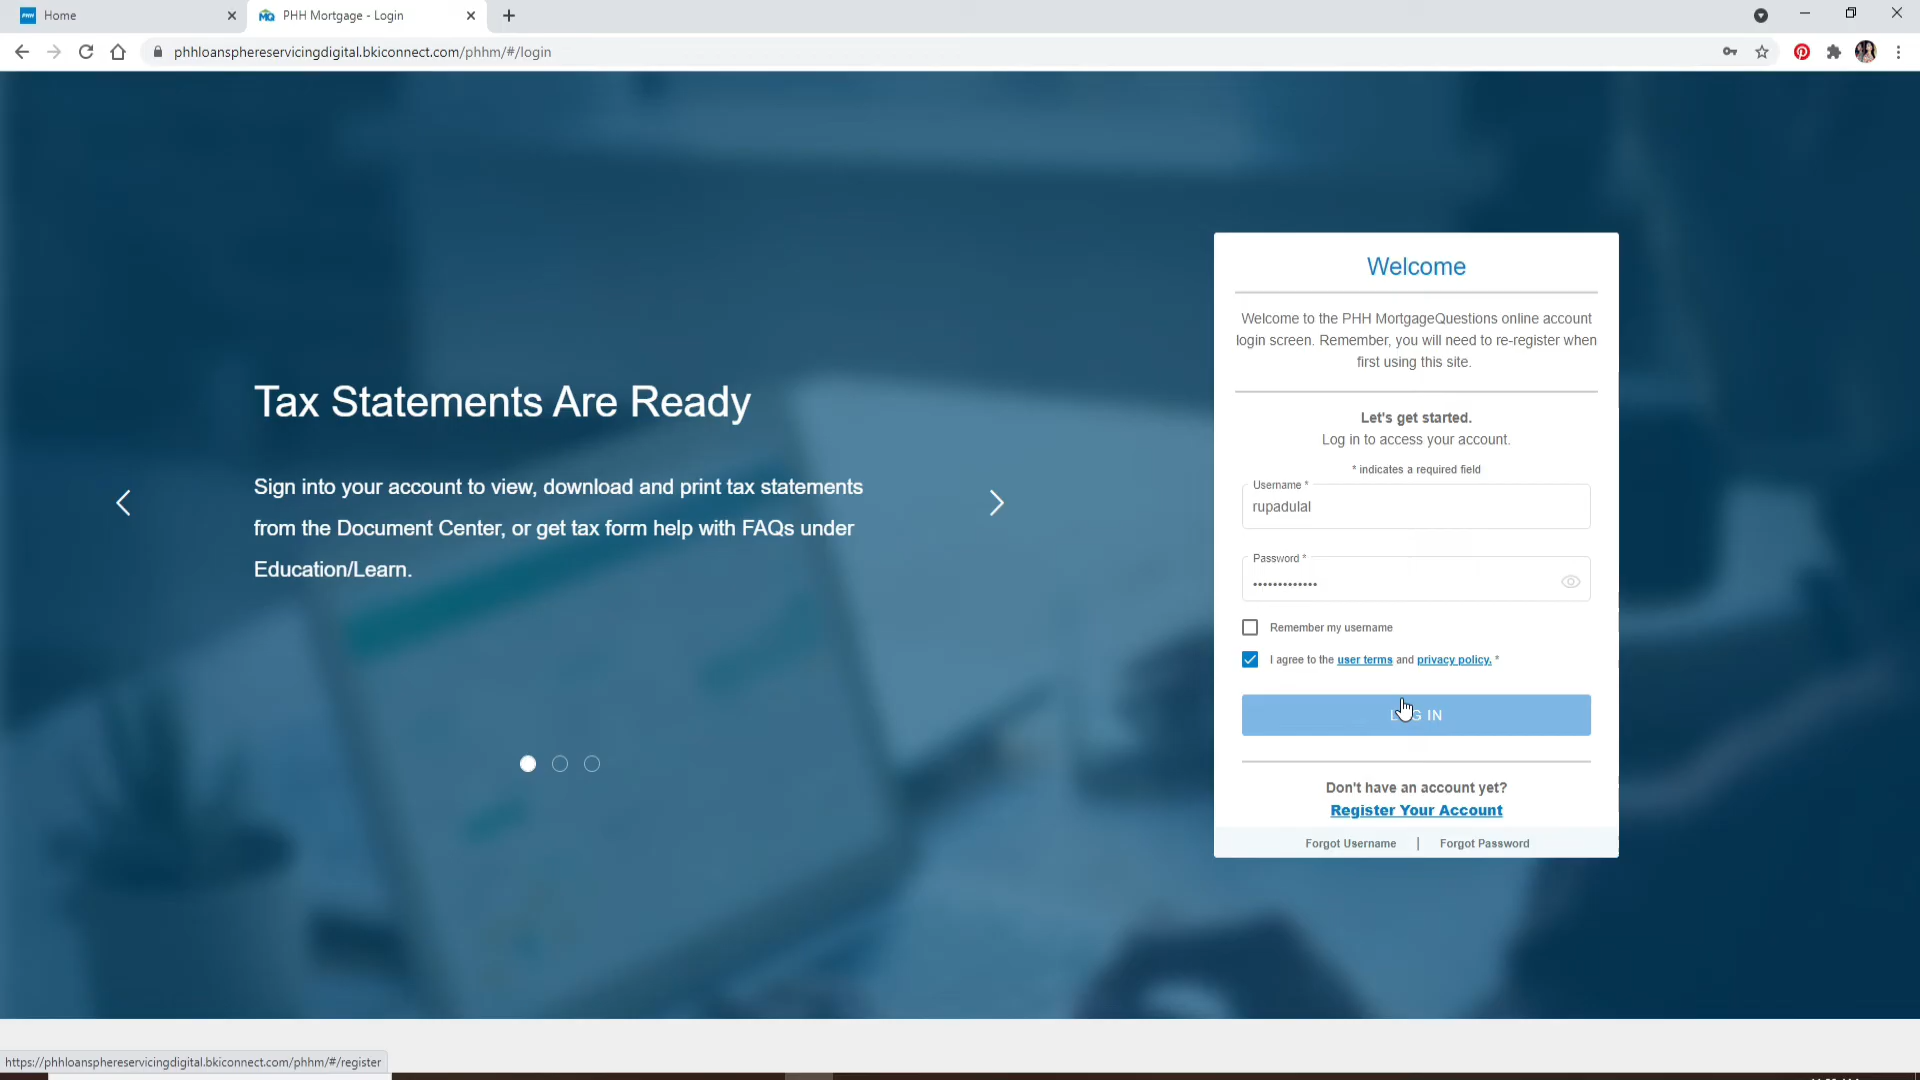 Home
PHH Mortgage - Login
phhloansphereservicingdigital.bkiconnect.com/phhm/#/login
Tax Statements Are Ready
Sign into your account to view, download and print tax statements
from the Document Center, or get tax form help with FAQs under
Education/Learn.
Welcome
Welcome to the PHH MortgageQuestions online account
login screen. Remember, you will need to re-register when
first using this site.
Let's get started.
Log in to access your account.
* indicates a required field
Username *
rupadulal
Password *
•••••••••••••
Remember my username
I agree to the user terms and privacy policy. *
LOG IN
Don't have an account yet?
Register Your Account
Forgot Username | Forgot Password
https://phhloansphereservicingdigital.bkiconnect.com/phhm/#/register